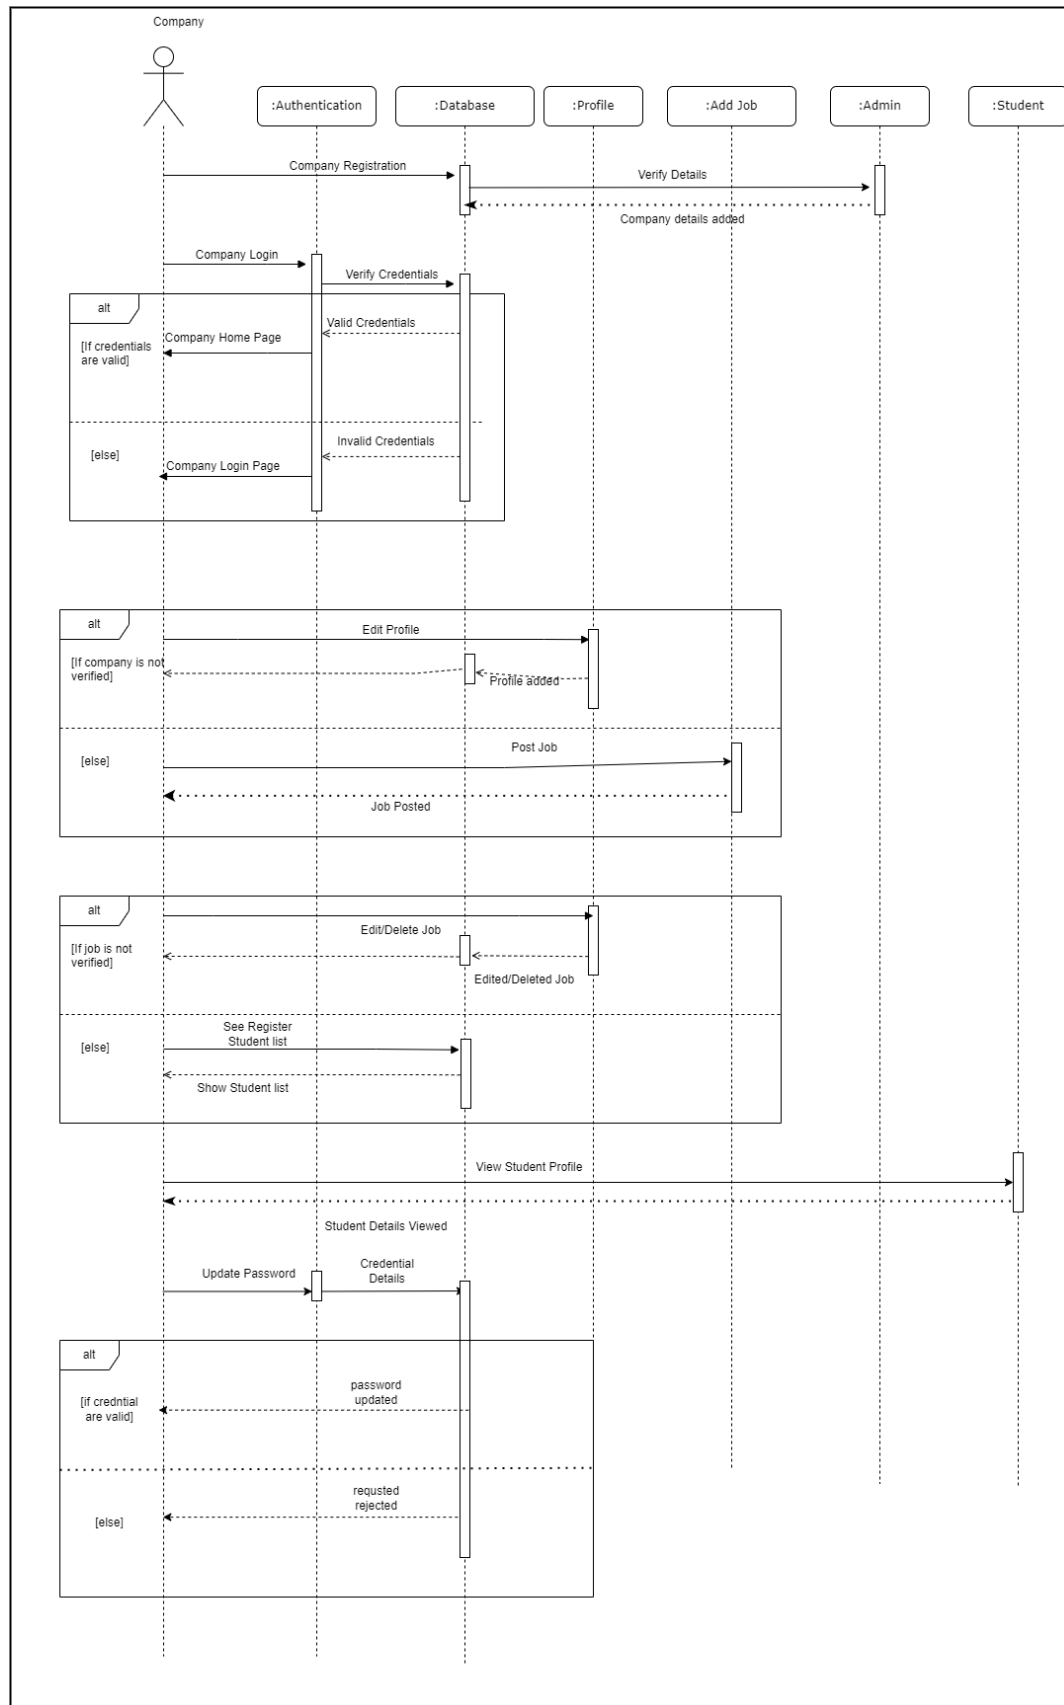 Company
:Authentication
:Database
:Profile
:Add Job
:Admin
:Student
Company Registration
Verify Details
Company details added
Company Login
Verify Credentials
alt
Valid Credentials
Company Home Page
[If credentials
are valid]
Invalid Credentials
[else]
Company Login Page
alt
Edit Profile
[If company is not
verified]
Profile added
Post Job
[else]
Job Posted
alt
Edit/Delete Job
[If job is not
verified]
Edited/Deleted Job
See Register
Student list
[else]
Show Student list
View Student Profile
Student Details Viewed
Update Password
Credential
Details
alt
password
updated
[if credntial
are valid]
requsted
rejected
[else]